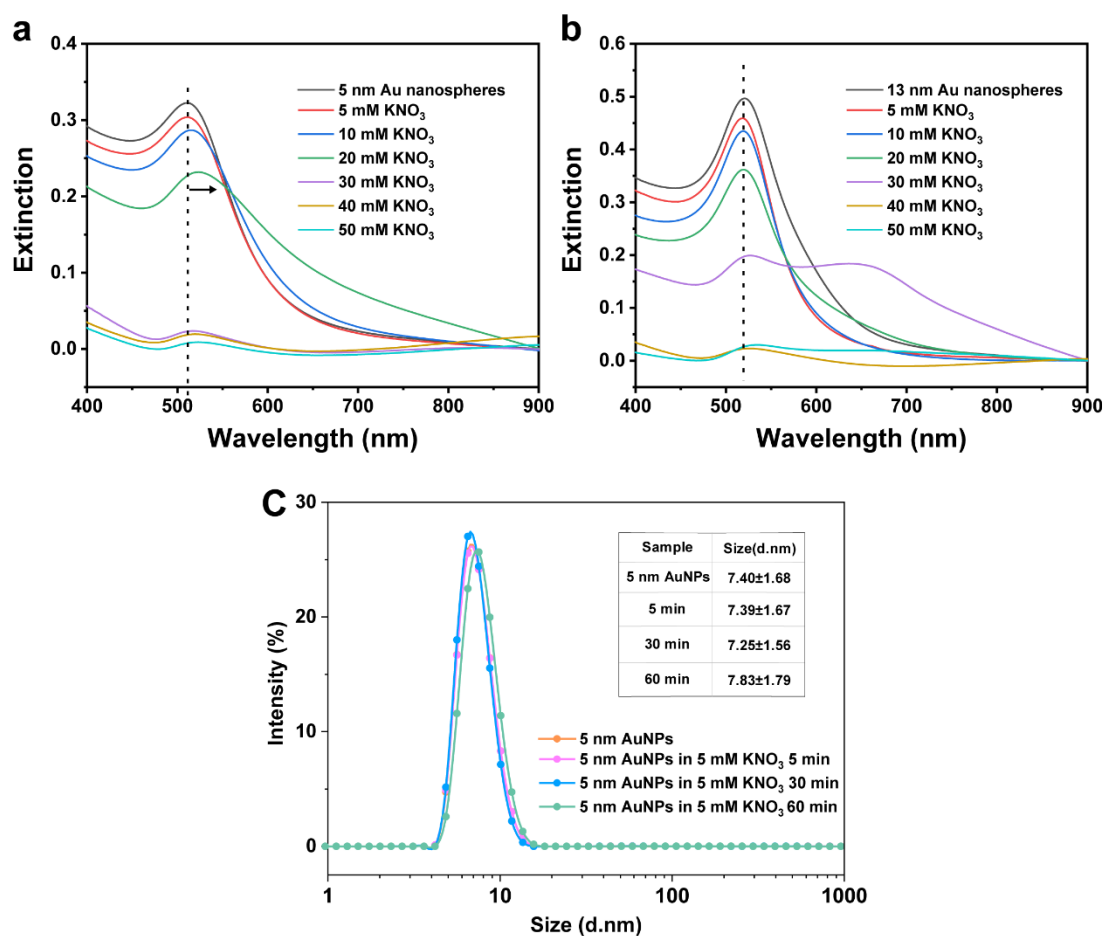 a
0.4
0.3
0.2
0.1
0.0
Extinction
5 nm Au nanospheres
5 mM KNO3
10 mM KNO3
20 mM KNO3
30 mM KNO3
40 mM KNO3
50 mM KNO3
400 500 600 700 800 900
Wavelength (nm)
b
0.6
0.5
0.4
0.3
0.2
0.1
0.0
Extinction
13 nm Au nanospheres
5 mM KNO3
10 mM KNO3
20 mM KNO3
30 mM KNO3
40 mM KNO3
50 mM KNO3
400 500 600 700 800 900
Wavelength (nm)
C
30
20
10
0
Intensity (%)
Sample Size(d.nm)
5 nm AuNPs 7.40±1.68
5 min 7.39±1.67
30 min 7.25±1.56
60 min 7.83±1.79
5 nm AuNPs
5 nm AuNPs in 5 mM KNO3 5 min
5 nm AuNPs in 5 mM KNO3 30 min
5 nm AuNPs in 5 mM KNO3 60 min
1 10 100 1000
Size (d.nm)